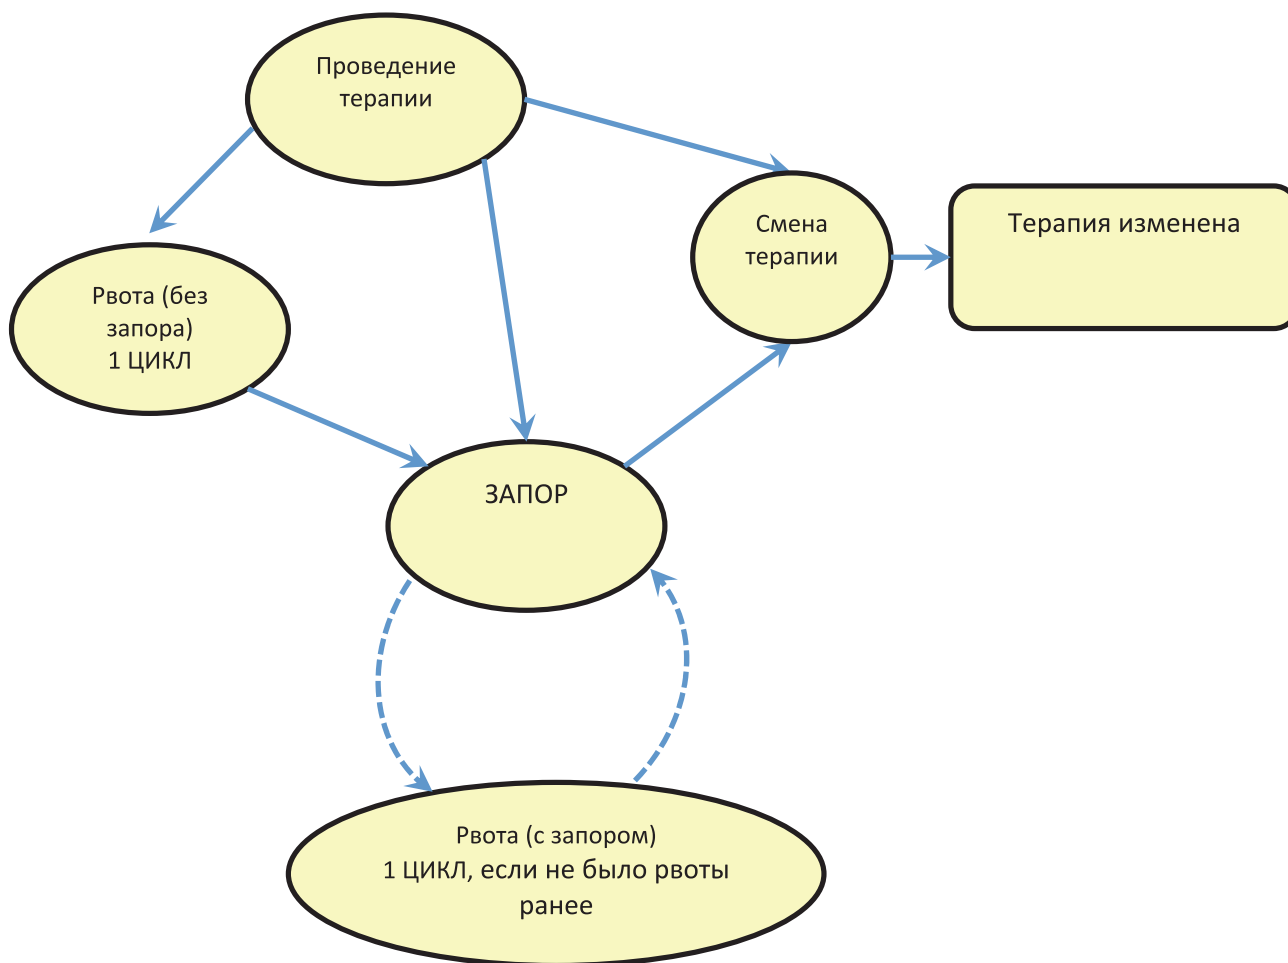 Проведение
терапии
Смена
терапии
Терапия изменена
Рвота (без
запора)
1 ЦИКЛ
ЗАПОР
Рвота (с запором)
1 ЦИКЛ, если не было рвоты
ранее